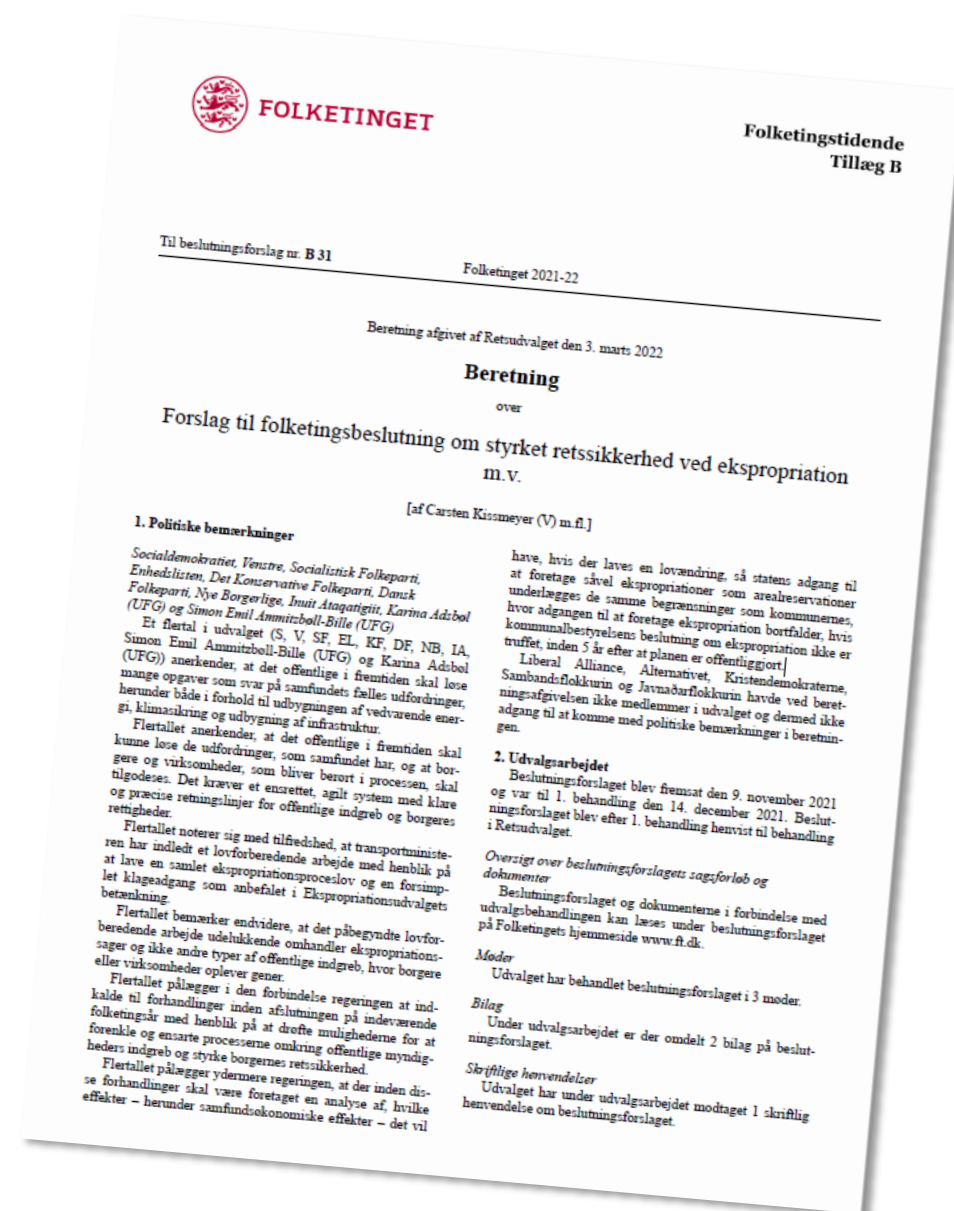 FOLKETINGET
Folketingstidende
Tillæg B
Til beslutningsforslag nr. B 31
Folketinget 2021-22
Beretning afgivet af Retsudvalget den 3. marts 2022
Beretning
over
Forslag til folketingsbeslutning om styrket retssikkerhed ved ekspropriation
m.v.
[af Carsten Kissmeyer (V) m.fl.]
1. Politiske bemærkninger
Socialdemokratiet, Venstre, Socialistisk Folkeparti,
Enhedslisten, Det Konservative Folkeparti, Dansk
Folkeparti, Nye Borgerlige, Inuit Ataqatigiit, Karina Adsbøl
(UFG) og Simon Emil Ammitzbøll-Bille (UFG)
Et flertal i udvalget (S, V, SF, EL, KF, DF, NB, IA,
Simon Emil Ammitzbøll-Bille (UFG) og Karina Adsbøl
(UFG)) anerkender, at det offentlige i fremtiden skal løse
mange opgaver som svar på samfundets fælles udfordringer,
herunder både i forhold til udbygningen af vedvarende ener-
gi, klimasikring og udbygning af infrastruktur.
Flertallet anerkender, at det offentlige i fremtiden skal
kunne løse de udfordringer, som samfundet har, og at bor-
gere og virksomheder, som bliver berørt i processen, skal
tilgodeses. Det kræver et ensrettet, agilt system med klare
og præcise retningslinjer for offentlige indgreb og borgeres
rettigheder.
Flertallet noterer sig med tilfredshed, at transportministe-
ren har indledt et lovforberedende arbejde med henblik på
at lave en samlet ekspropriationsproceslov og en forsimp-
let klageadgang som anbefalet i Ekspropriationsudvalgets
betænkning.
Flertallet bemærker endvidere, at det påbegyndte lovfor-
beredende arbejde udelukkende omhandler ekspropriations-
sager og ikke andre typer af offentlige indgreb, hvor borgere
eller virksomheder oplever gener.
Flertallet pålægger i den forbindelse regeringen at ind-
kalde til forhandlinger inden afslutningen på indeværende
folketingsår med henblik på at drøfte mulighederne for at
forenkle og ensarte processerne omkring offentlige myndig-
heders indgreb og styrke borgernes retssikkerhed.
Flertallet pålægger ydermere regeringen, at der inden dis-
se forhandlinger skal være foretaget en analyse af, hvilke
effekter – herunder samfundsøkonomiske effekter – det vil
have, hvis der laves en lovændring, så statens adgang til
at foretage såvel ekspropriationer som arealreservationer
underlægges de samme begrænsninger som kommunernes,
hvor adgangen til at foretage ekspropriation bortfalder, hvis
kommunalbestyrelsens beslutning om ekspropriation ikke er
truffet, inden 5 år efter at planen er offentliggjort.
Liberal Alliance, Alternativet, Kristendemokraterne,
Sambandsflokkurin og Javnaðarflokkurin havde ved beret-
ningsafgivelsen ikke medlemmer i udvalget og dermed ikke
adgang til at komme med politiske bemærkninger i beretnin-
gen.
2. Udvalgsarbejdet
Beslutningsforslaget blev fremsat den 9. november 2021
og var til 1. behandling den 14. december 2021. Beslut-
ningsforslaget blev efter 1. behandling henvist til behandling
i Retsudvalget.
Oversigt over beslutningsforslagets sagsforløb og
dokumenter
Beslutningsforslaget og dokumenterne i forbindelse med
udvalgsbehandlingen kan læses under beslutningsforslaget
på Folketingets hjemmeside www.ft.dk.
Møder
Udvalget har behandlet beslutningsforslaget i 3 møder.
Bilag
Under udvalgsarbejdet er der omdelt 2 bilag på beslut-
ningsforslaget.
Skriftlige henvendelser
Udvalget har under udvalgsarbejdet modtaget 1 skriftlig
henvendelse om beslutningsforslaget.